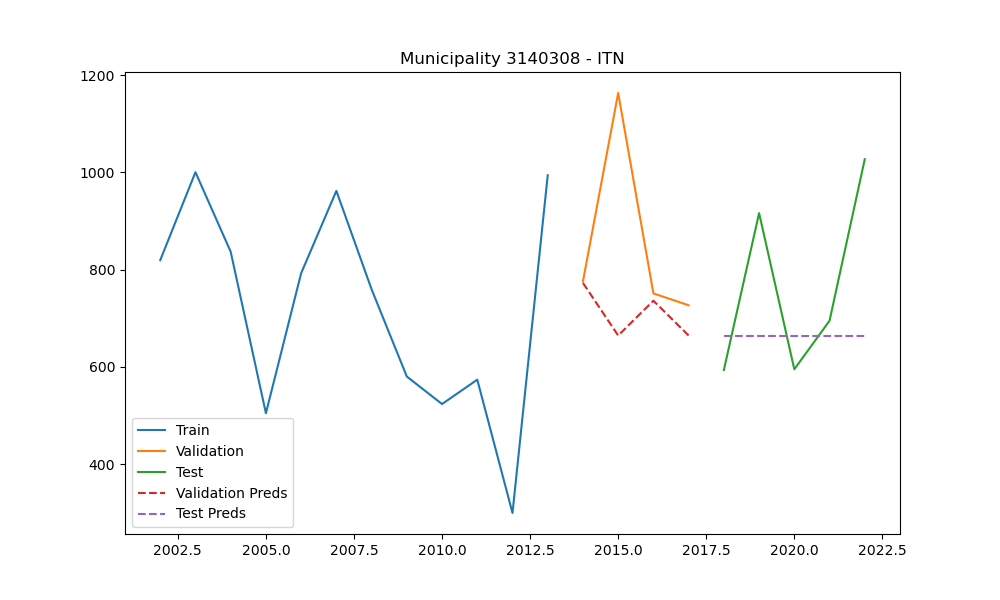 Municipality 3140308 - ITN
1200
1000
800
600
400
Train
Validation
Test
Validation Preds
Test Preds
2002.5 2005.0 2007.5 2010.0 2012.5 2015.0 2017.5 2020.0 2022.5